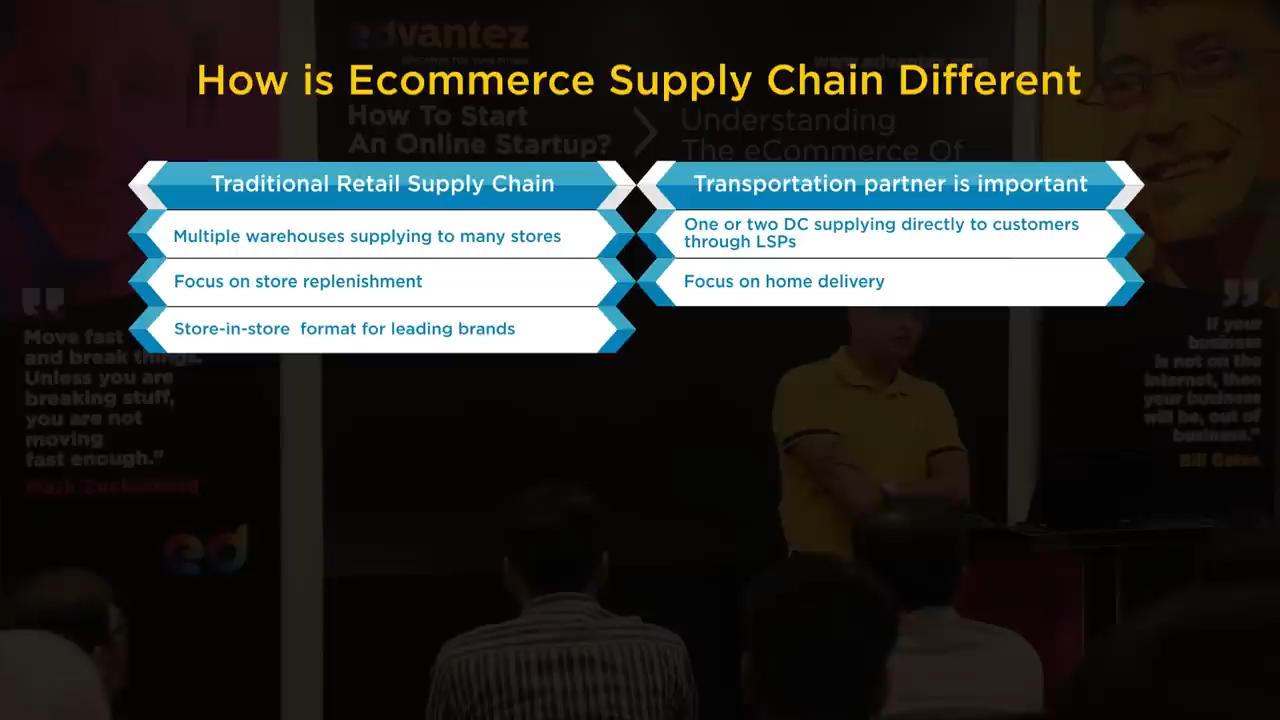 edvantez
How is Ecommerce Supply Chain Different
How To Start
An Online Startup?
Understanding
The eCommerce Of
Traditional Retail Supply Chain
Multiple warehouses supplying to many stores
Focus on store replenishment
Store-in-store format for leading brands
Transportation partner is important
One or two DC supplying directly to customers
through LSPs
Focus on home delivery
Move fast
and break things.
Unless you are
breaking stuff,
you are not
moving
fast enough.”
Mark Zuckerberg
ed
If your
business
is not on the
internet, then
your business
will be, out of
business.”
Bill Gates